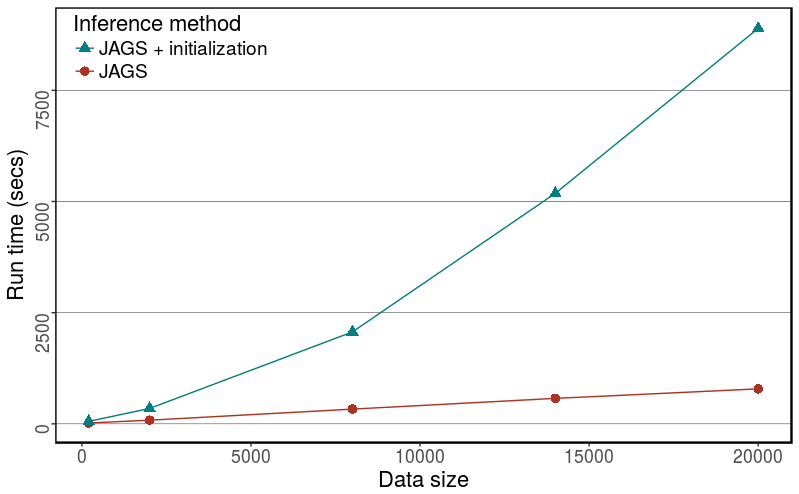 Inference method
JAGS + initialization
JAGS
Run time (secs)
7500
5000
2500
0
0 5000 10000 15000 20000
Data size